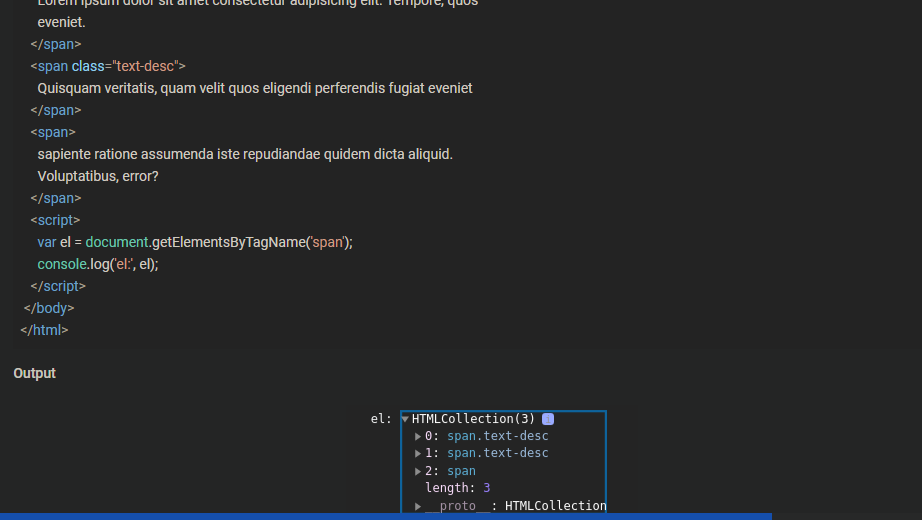 Lorem ipsum dolor sit amet consectetur adipisicing elit. Tempore, quos
eveniet.
</span>
<span class="text-desc">
Quisquam veritatis, quam velit quos eligendi perferendis fugiat eveniet
</span>
<span>
sapiente ratione assumenda iste repudiandae quidem dicta aliquid.
Voluptatibus, error?
</span>
<script>
var el = document.getElementsByTagName('span');
console.log('el:', el);
</script>
</body>
</html>
Output
el: ▼HTMLCollection(3)
▶0: span.text-desc
▶1: span.text-desc
▶2: span
length: 3
▶__proto__: HTMLCollection